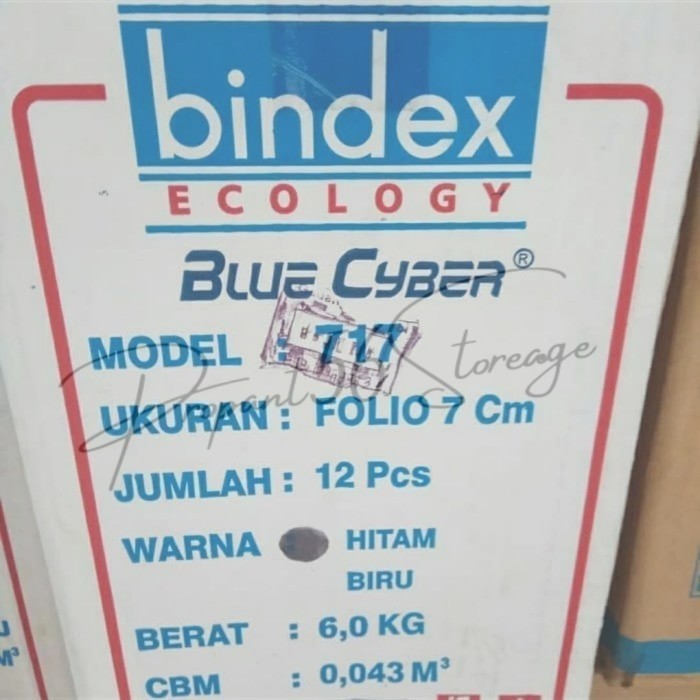 bindex
ECOLOGY
BLUE CYBER®
MODEL : 717
UKURAN : FOLIO 7 Cm
JUMLAH : 12 Pcs
WARNA HITAM
BIRU
BERAT : 6,0 KG
CBM : 0,043 M³
M³